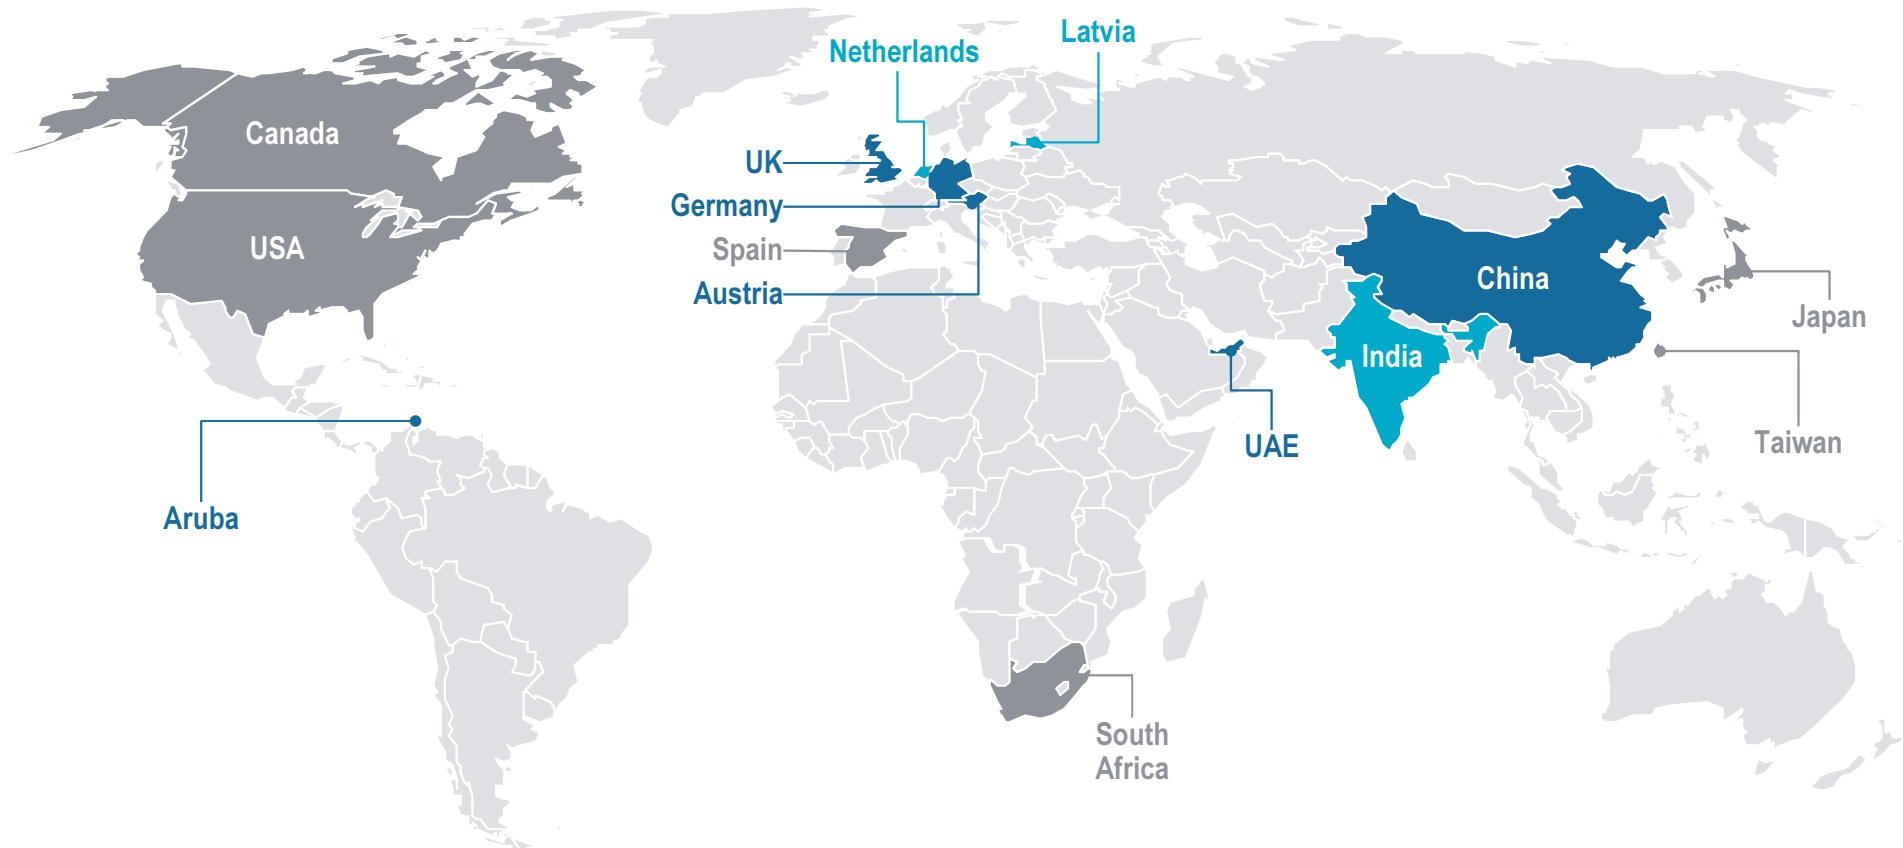 Latvia
Netherlands
Canada
UK
Germany
USA
Spain
China
Austria
Japan
India
Taiwan
UAE
Aruba
South
Africa